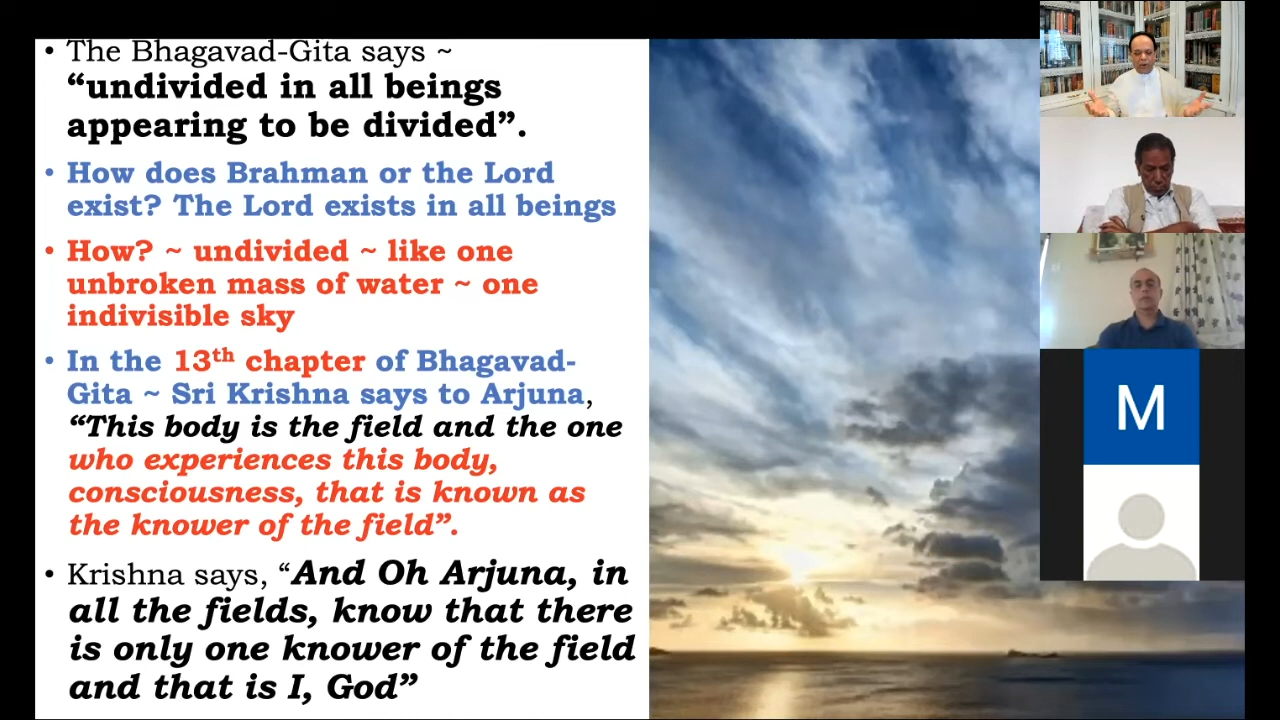 • The Bhagavad-Gita says ~
“undivided in all beings
appearing to be divided”.
• How does Brahman or the Lord
exist? The Lord exists in all beings
• How? ~ undivided ~ like one
unbroken mass of water ~ one
indivisible sky
• In the 13th chapter of Bhagavad-
Gita ~ Sri Krishna says to Arjuna,
“This body is the field and the one
who experiences this body,
consciousness, that is known as
the knower of the field”.
• Krishna says, “And Oh Arjuna, in
all the fields, know that there
is only one knower of the field
and that is I, God”
M